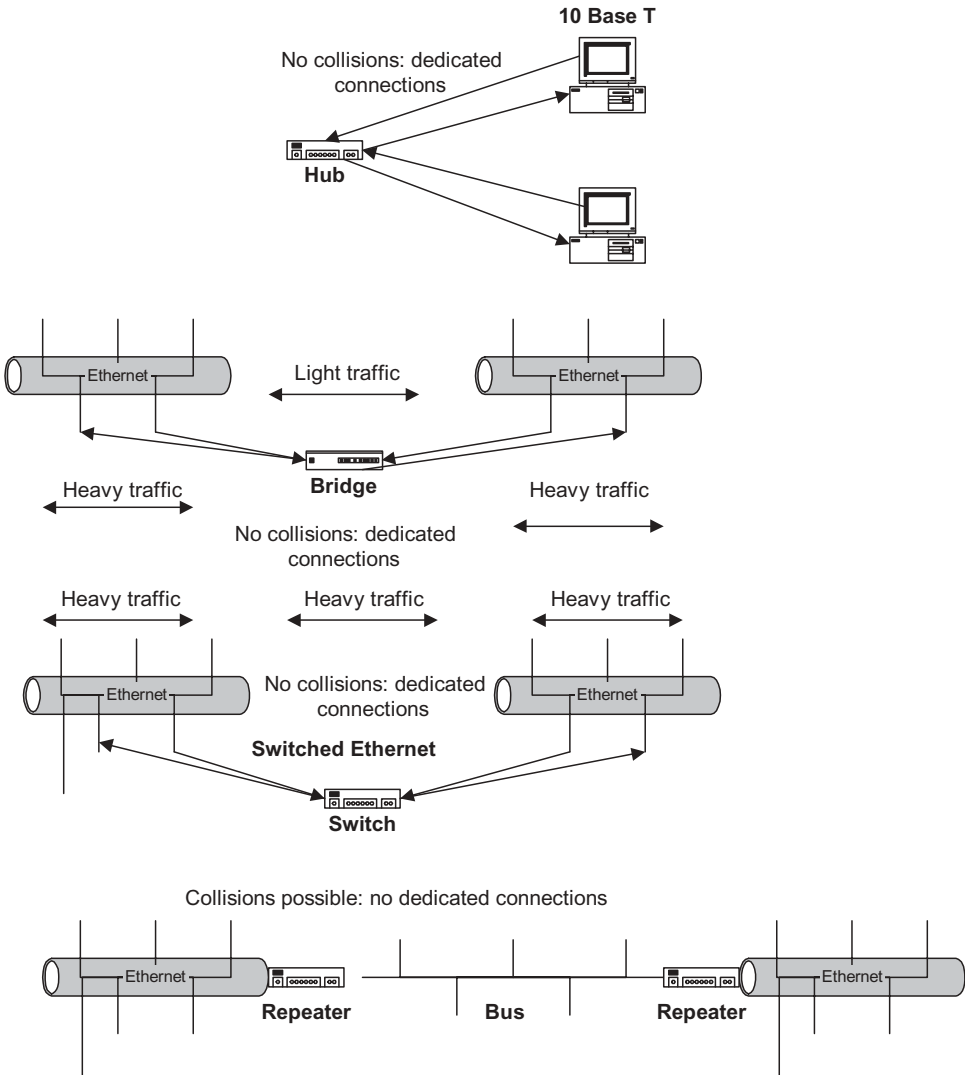 10 Base T
No collisions: dedicated
connections
Hub
Ethernet
Light traffic
Ethernet
Bridge
Heavy traffic
Heavy traffic
No collisions: dedicated
connections
Heavy traffic
Heavy traffic
Heavy traffic
Ethernet
No collisions: dedicated
connections
Ethernet
Switched Ethernet
Switch
Collisions possible: no dedicated connections
Ethernet
Repeater
Bus
Repeater
Ethernet